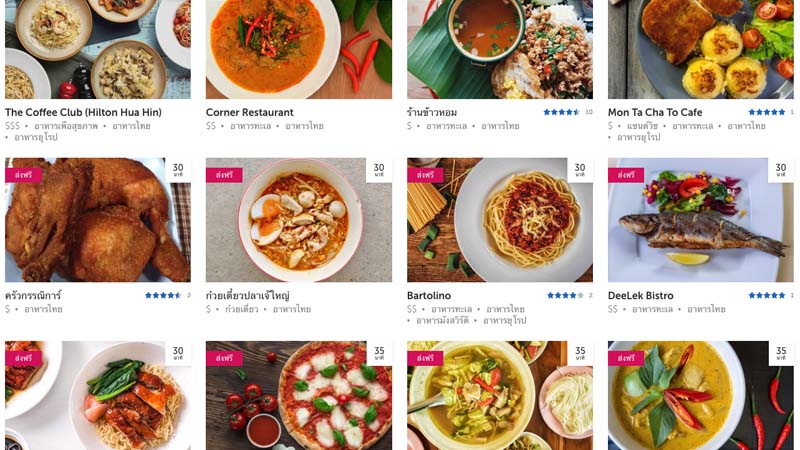 The Coffee Club (Hilton Hua Hin)
$$$ • อาหารเพื่อสุขภาพ • อาหารไทย
• อาหารยุโรป
Corner Restaurant
$$ • อาหารทะเล • อาหารไทย
ร้านข้าวหอม 10
$ • อาหารทะเล • อาหารไทย
Mon Ta Cha To Cafe 1
$ • แซนด์วิช • อาหารทะเล • อาหารไทย
• อาหารยุโรป
ส่งฟรี
30
นาที
ครัวกรรณิการ์ 2
$ • อาหารไทย
ส่งฟรี
30
นาที
ก๋วยเตี๋ยวปลาเจ๊ใหญ่
$ • ก๋วยเตี๋ยว • อาหารไทย
ส่งฟรี
30
นาที
Bartolino 2
$$ • อาหารทะเล • อาหารไทย
• อาหารมังสวิรัติ • อาหารยุโรป
ส่งฟรี
30
นาที
DeeLek Bistro 1
$$ • อาหารทะเล • อาหารไทย
ส่งฟรี
30
นาที
ส่งฟรี
35
นาที
ส่งฟรี
35
นาที
ส่งฟรี
35
นาที